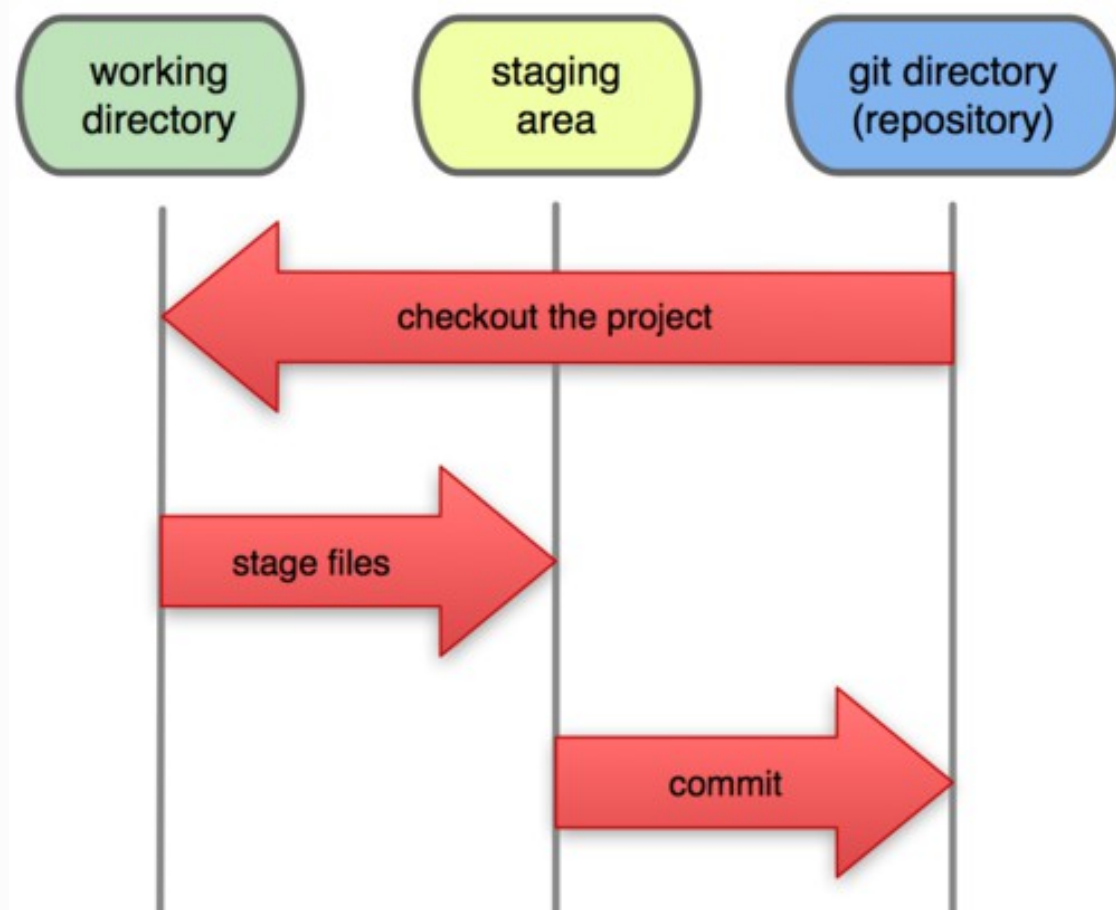 working
directory
staging
area
git directory
(repository)
checkout the project
stage files
commit